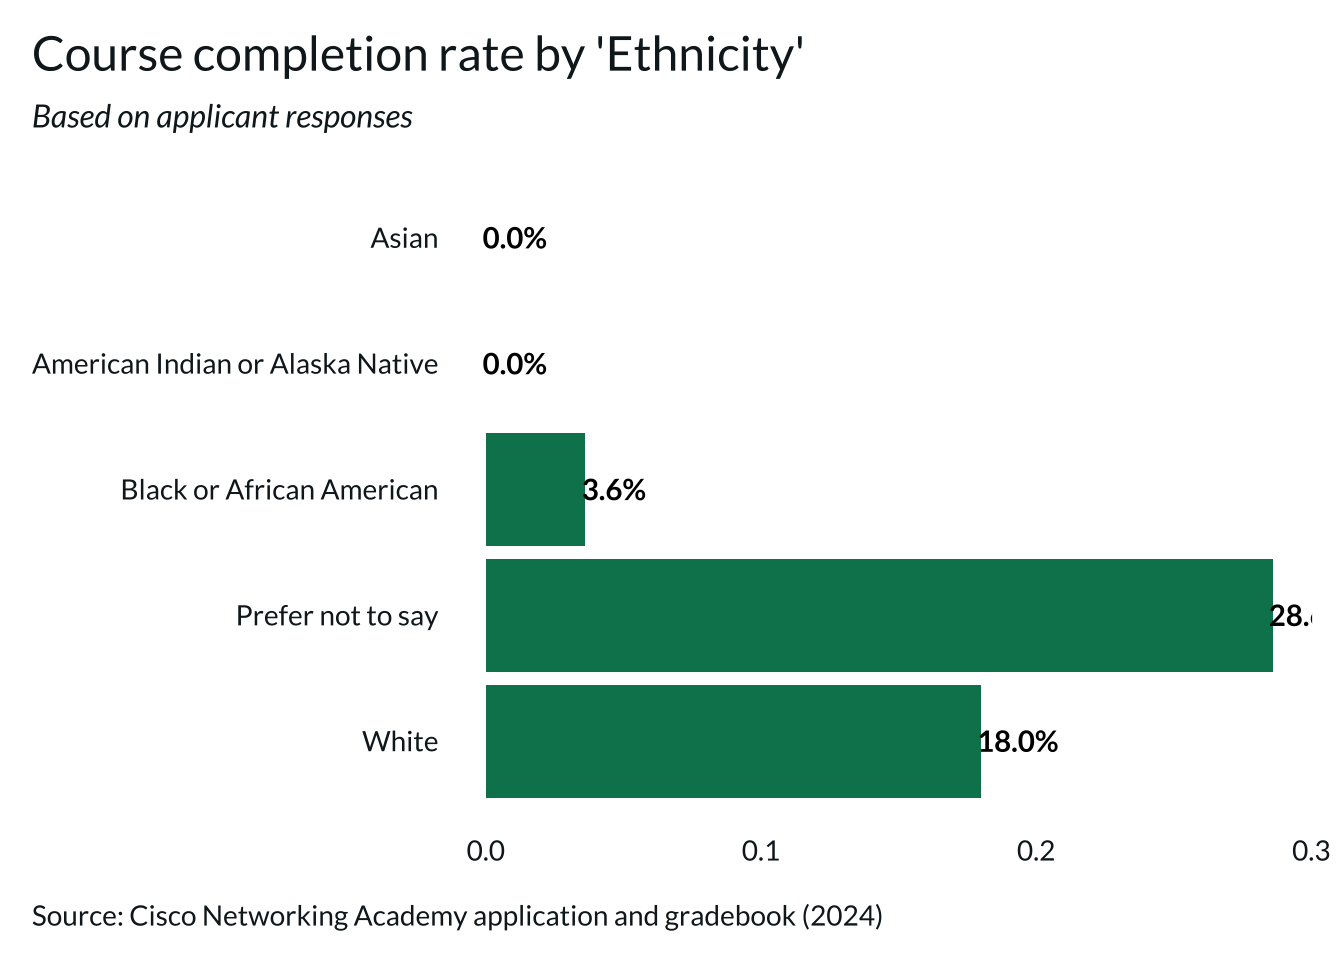 Course completion rate by 'Ethnicity'
Based on applicant responses
Asian 0.0%
American Indian or Alaska Native 0.0%
Black or African American 3.6%
Prefer not to say 28.
White 18.0%
0.0 0.1 0.2 0.3
Source: Cisco Networking Academy application and gradebook (2024)